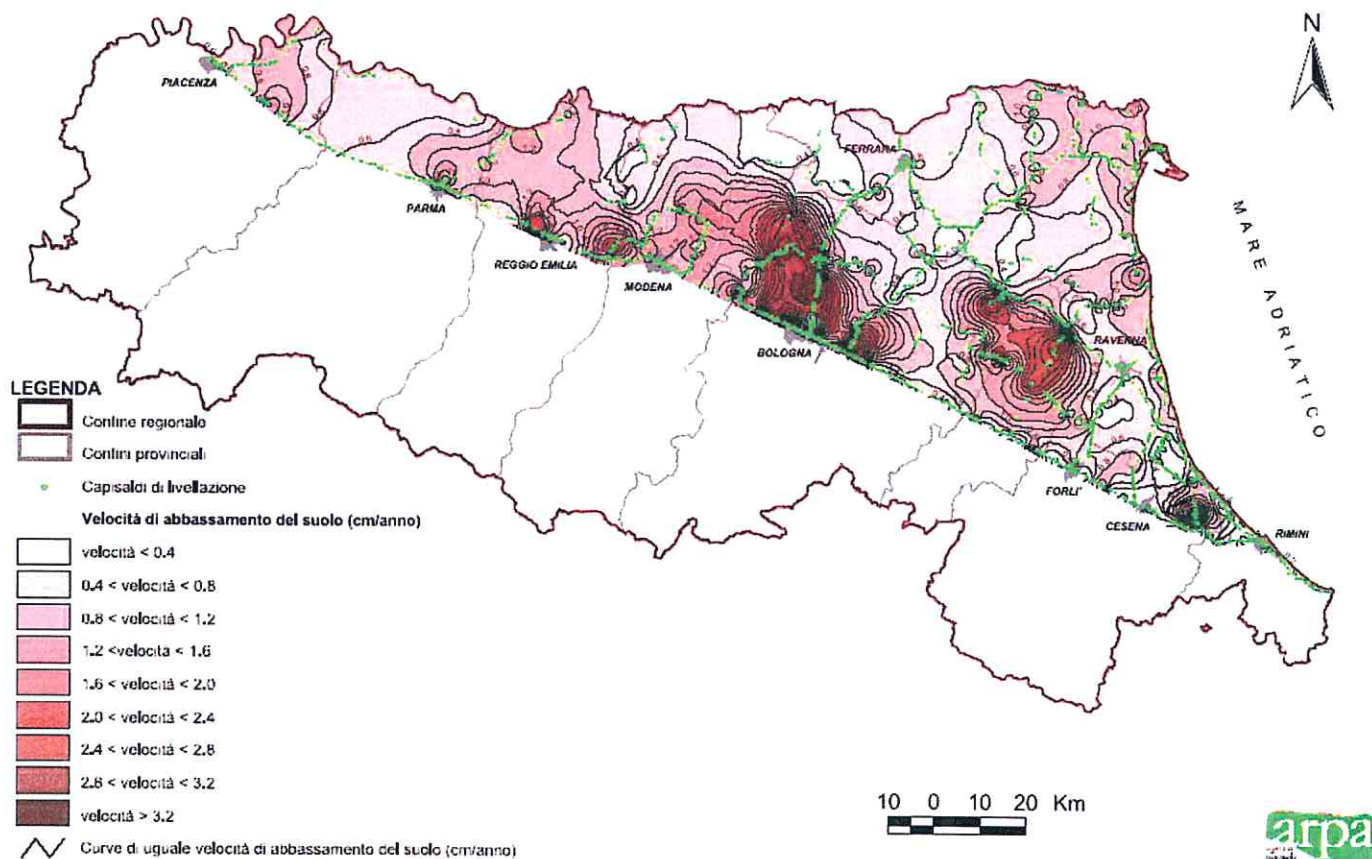 N
PIACENZA
FERRARA
PARMA
REGGIO EMILIA
MODENA
BOLOGNA
RAVENNA
MARE ADRIATICO
FORLI'
CESENA
RIMINI
LEGENDA
Confine regionale
Confini provinciali
Capisaldi di livellazione
Velocità di abbassamento del suolo (cm/anno)
velocità < 0.4
0.4 < velocità < 0.8
0.8 < velocità < 1.2
1.2 <velocità < 1.6
1.6 < velocità < 2.0
2.0 < velocità < 2.4
2.4 < velocità < 2.8
2.8 < velocità < 3.2
velocità > 3.2
Curve di uguale velocità di abbassamento del suolo (cm/anno)
10 0 10 20 Km
arpa